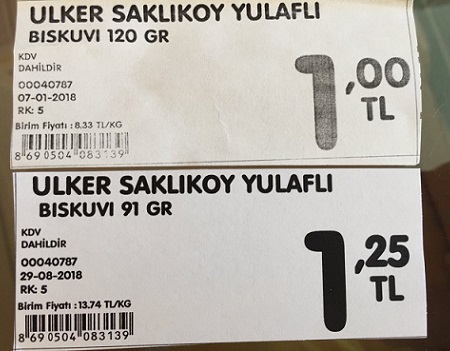 ULKER SAKLIKOY YULAFLI
BISKUVI 120 GR
KDV
DAHİLDİR
00040787
07-01-2018
RK: 5
Birim Fiyatı : 8.33 TL/KG
8 690504 083139
1,00
TL
ULKER SAKLIKOY YULAFLI
BISKUVI 91 GR
KDV
DAHİLDİR
00040787
29-08-2018
RK: 5
Birim Fiyatı : 13.74 TL/KG
8 690504 083139
1,25
TL